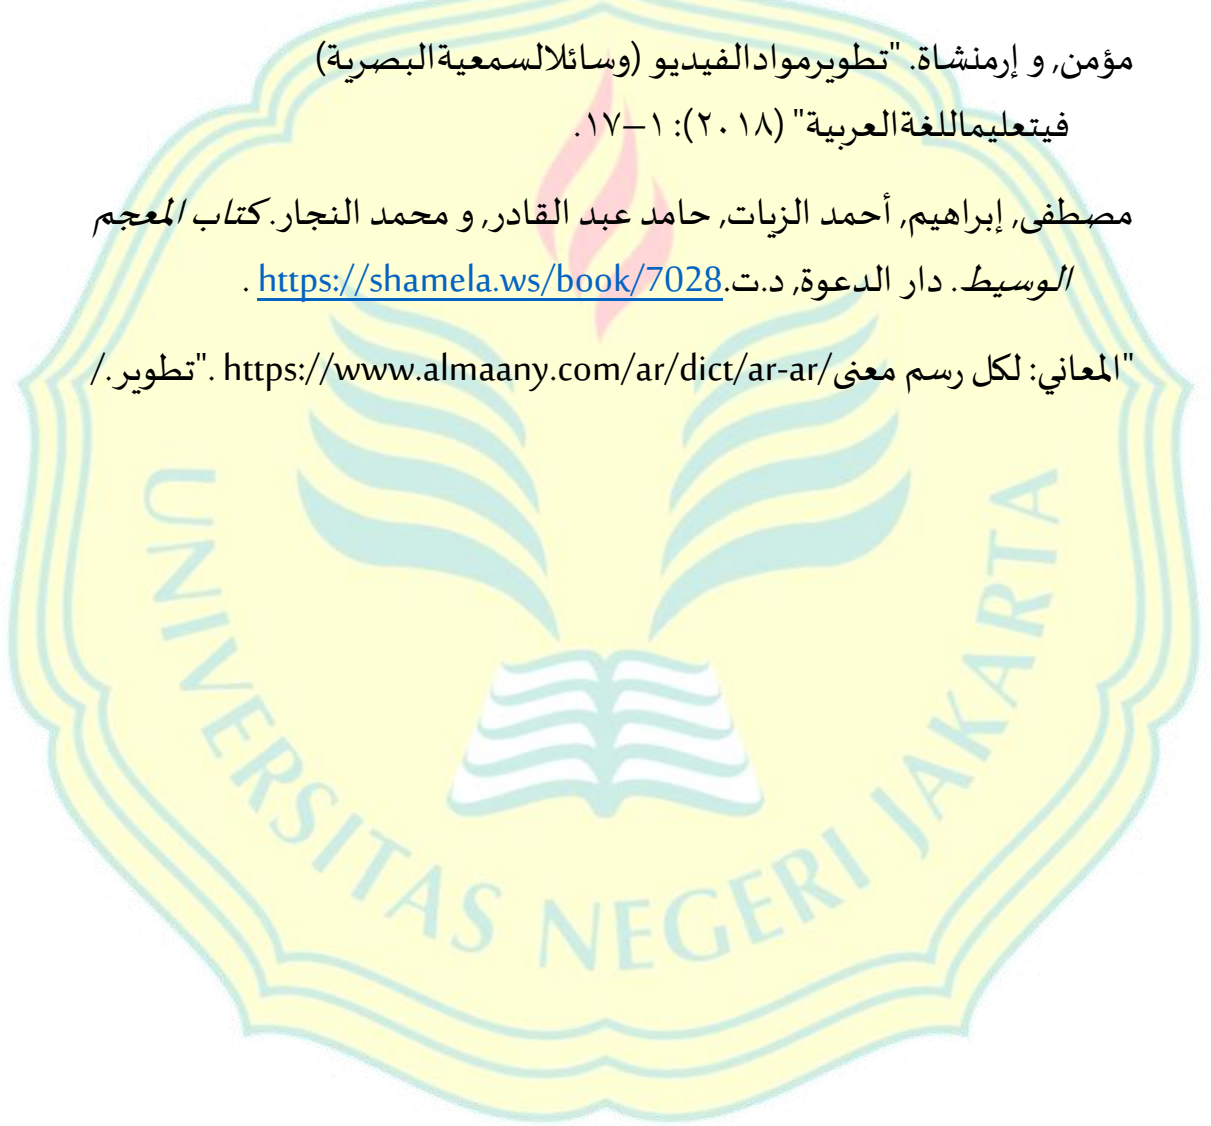 مؤمن, و إرمنشاة. "تطويرموادالفيديو (وسائلالسمعيةالبصرية)
فيتعليماللغةالعربية" (٢٠١٨): ١–١٧.
مصطفى, إبراهيم, أحمد الزيات, حامد عبد القادر, و محمد النجار. كتاب المعجم
الوسيط. دار الدعوة, د.ت.https://shamela.ws/book/7028 .
"المعاني: لكل رسم معنى/https://www.almaany.com/ar/dict/ar-ar ."تطوير./
UNIVERSITAS NEGERI JAKARTA